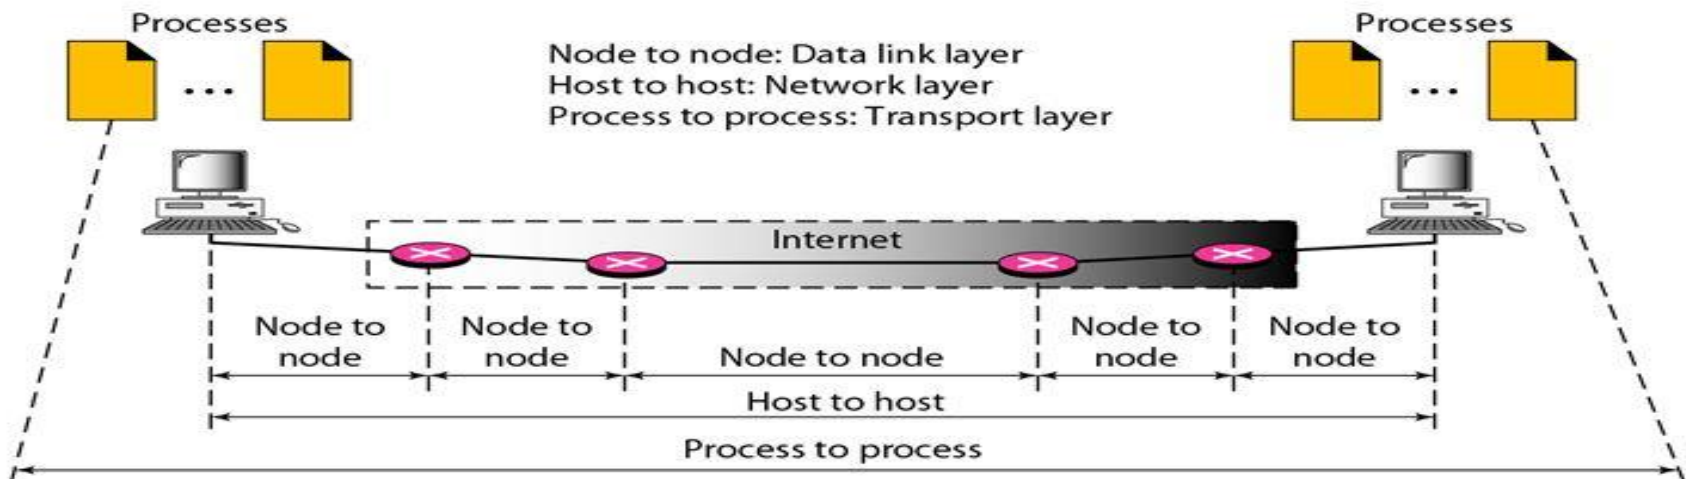 Processes
Processes
Node to node: Data link layer
Host to host: Network layer
Process to process: Transport layer
Internet
Node to
node
Node to
node
Node to node
Node to
node
Node to
node
Host to host
Process to process